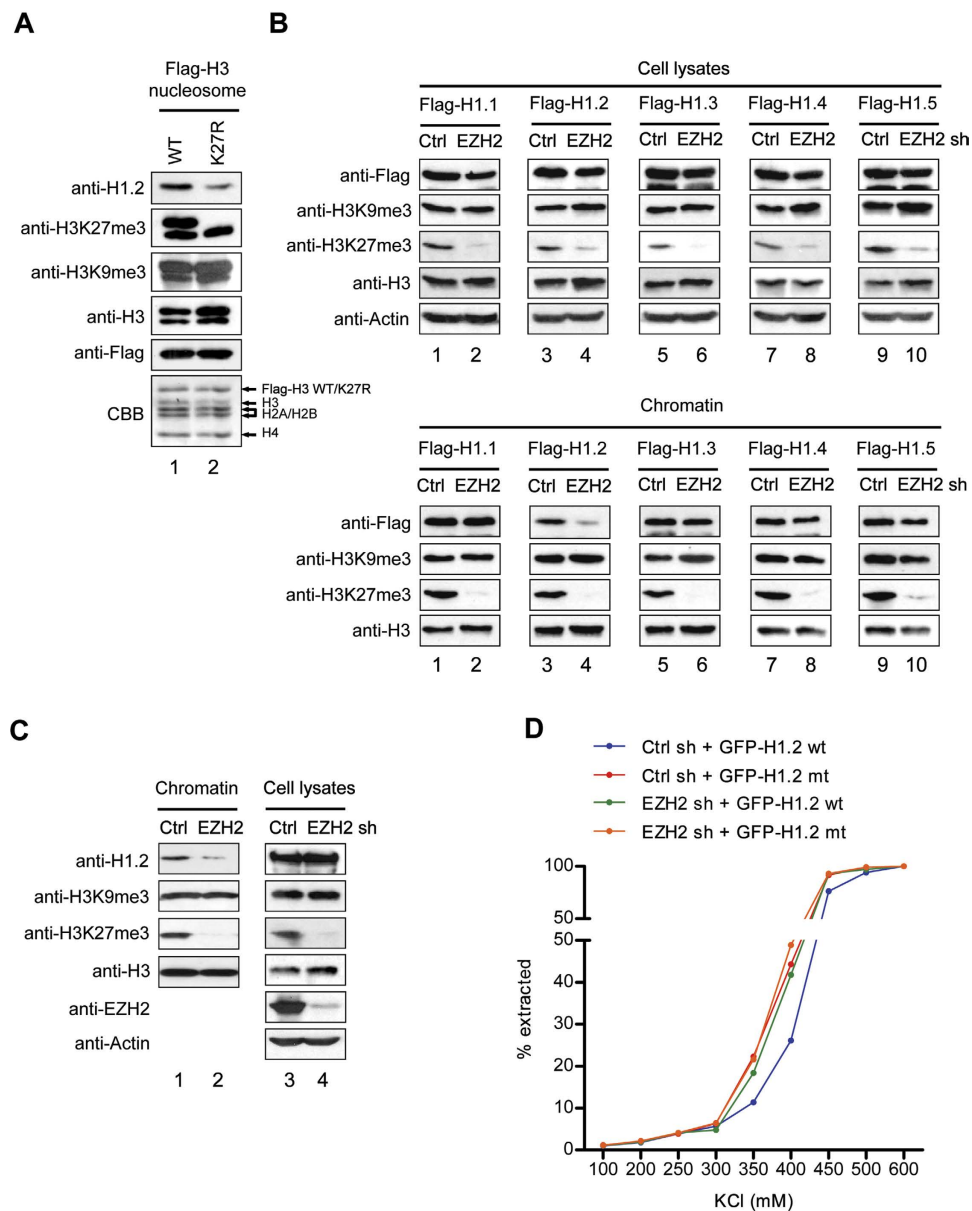 A
Flag-H3
nucleosome
WT
K27R
anti-H1.2
anti-H3K27me3
anti-H3K9me3
anti-H3
anti-Flag
CBB
Flag-H3 WT/K27R
H3
H2A/H2B
H4
1 2
B
Cell lysates
Flag-H1.1 Flag-H1.2 Flag-H1.3 Flag-H1.4 Flag-H1.5
Ctrl EZH2 Ctrl EZH2 Ctrl EZH2 Ctrl EZH2 Ctrl EZH2 sh
anti-Flag
anti-H3K9me3
anti-H3K27me3
anti-H3
anti-Actin
1 2 3 4 5 6 7 8 9 10
Chromatin
Flag-H1.1 Flag-H1.2 Flag-H1.3 Flag-H1.4 Flag-H1.5
Ctrl EZH2 Ctrl EZH2 Ctrl EZH2 Ctrl EZH2 Ctrl EZH2 sh
anti-Flag
anti-H3K9me3
anti-H3K27me3
anti-H3
1 2 3 4 5 6 7 8 9 10
C
Chromatin Cell lysates
Ctrl EZH2 Ctrl EZH2 sh
anti-H1.2
anti-H3K9me3
anti-H3K27me3
anti-H3
anti-EZH2
anti-Actin
1 2 3 4
D
Ctrl sh + GFP-H1.2 wt
Ctrl sh + GFP-H1.2 mt
EZH2 sh + GFP-H1.2 wt
EZH2 sh + GFP-H1.2 mt
100
50
50
40
30
20
10
0
% extracted
100 200 250 300 350 400 450 500 600
KCl (mM)